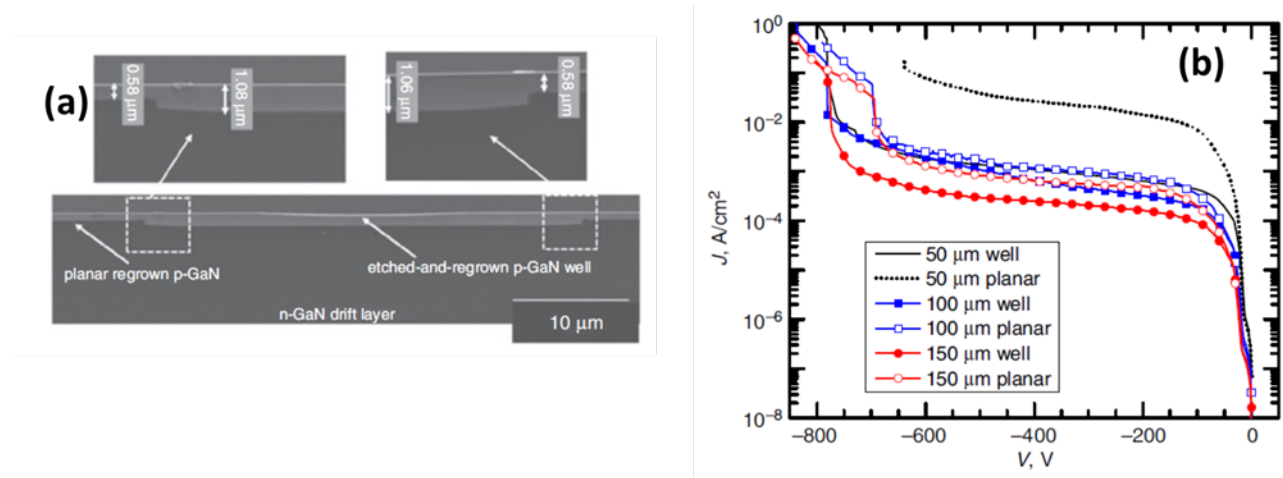 (a)
0.58 µm
1.08 µm
1.06 µm
0.58 µm
planar regrown p-GaN
etched-and-regrown p-GaN well
n-GaN drift layer
10 µm
(b)
10⁰
10⁻²
10⁻⁴
10⁻⁶
10⁻⁸
J, A/cm²
50 µm well
50 µm planar
100 µm well
100 µm planar
150 µm well
150 µm planar
−800
−600
−400
−200
0
V, V